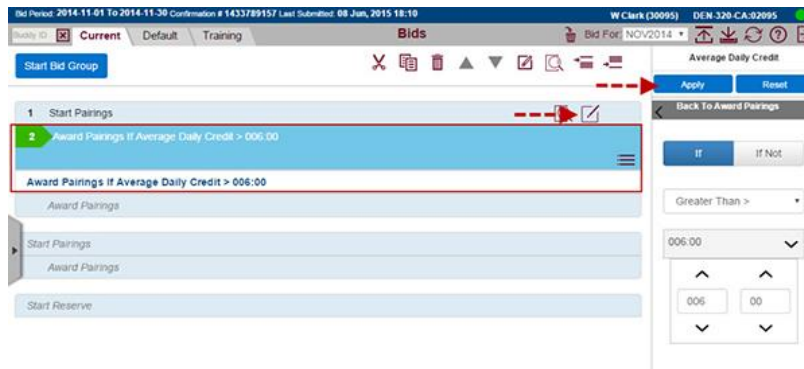 Bid Period: 2014-11-01 To 2014-11-30 Confirmation # 1433789157 Last Submitted: 08 Jun, 2015 18:10 W Clark (30095) DEN-320-CA:02095
Buddy ID Current Default Training Bids Bid For: NOV2014
Start Bid Group
Average Daily Credit
Apply Reset
1 Start Pairings
Back To Award Pairings
2 Award Pairings If Average Daily Credit > 006:00
If If Not
Award Pairings If Average Daily Credit > 006:00
Award Pairings
Greater Than >
Start Pairings
006:00
Award Pairings
006 00
Start Reserve